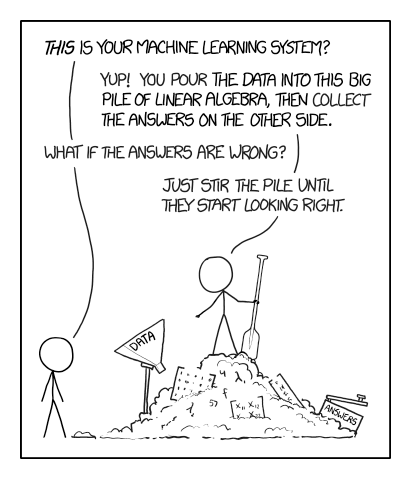 THIS IS YOUR MACHINE LEARNING SYSTEM?
YUP! YOU POUR THE DATA INTO THIS BIG
PILE OF LINEAR ALGEBRA, THEN COLLECT
THE ANSWERS ON THE OTHER SIDE.
WHAT IF THE ANSWERS ARE WRONG?
JUST STIR THE PILE UNTIL
THEY START LOOKING RIGHT.
DATA
ANSWERS